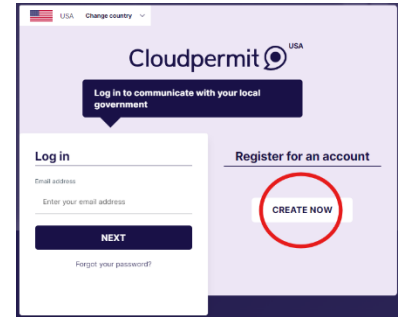 USA Change country
Cloudpermit USA
Log in to communicate with your local
government
Log in
Email address
Enter your email address
NEXT
Forgot your password?
Register for an account
CREATE NOW